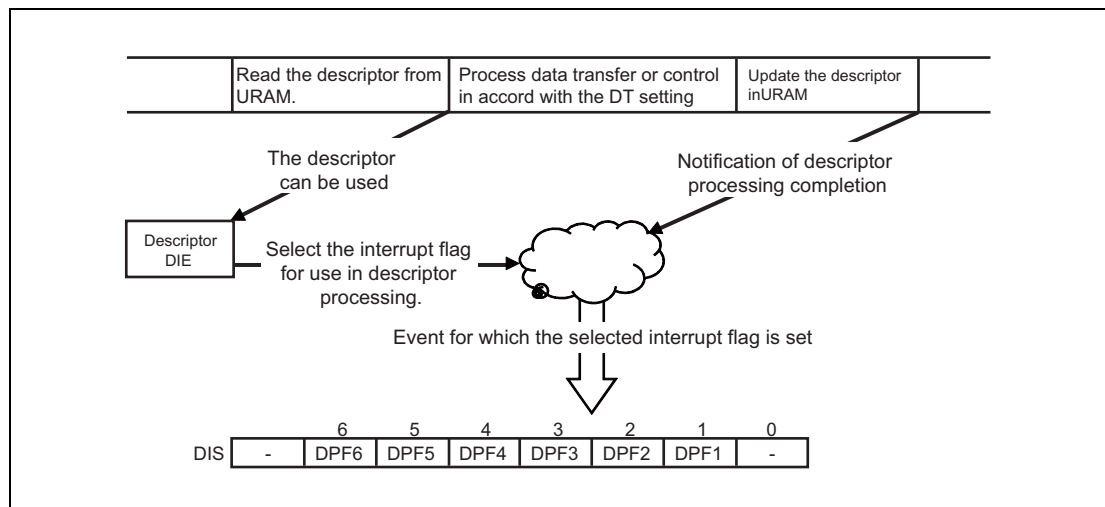 Read the descriptor from
URAM.
Process data transfer or control
in accord with the DT setting
Update the descriptor
inURAM
The descriptor
can be used
Notification of descriptor
processing completion
Descriptor
DIE
Select the interrupt flag
for use in descriptor
processing.
Event for which the selected interrupt flag is set
6 5 4 3 2 1 0
DIS - DPF6 DPF5 DPF4 DPF3 DPF2 DPF1 -